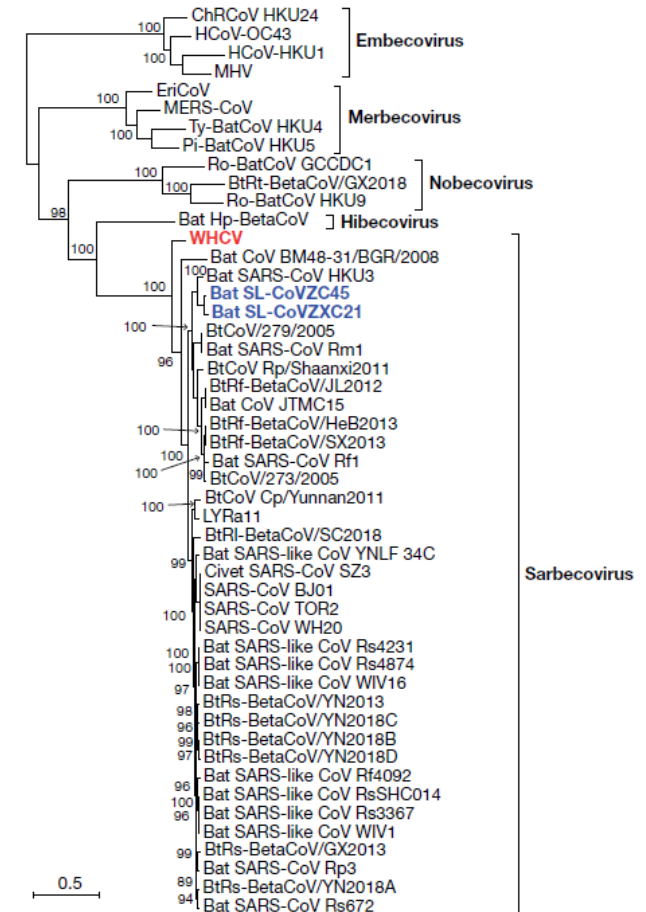 ChRCoV HKU24
100
HCoV-OC43
Embecovirus
HCoV-HKU1
100
MHV
EriCoV
100
MERS-CoV
Merbecovirus
Ty-BatCoV HKU4
100
Pi-BatCoV HKU5
Ro-BatCoV GCCDC1
100
BtRt-BetaCoV/GX2018
Nobecovirus
100
Ro-BatCoV HKU9
98
Bat Hp-BetaCoV
Hibecovirus
WHCV
100
Bat CoV BM48-31/BGR/2008
100
Bat SARS-CoV HKU3
100
Bat SL-CoVZC45
Bat SL-CoVZXC21
100
BtCoV/279/2005
Bat SARS-CoV Rm1
96
BtCoV Rp/Shaanxi2011
BtRf-BetaCoV/JL2012
Bat CoV JTMC15
BtRf-BetaCoV/HeB2013
100
BtRf-BetaCoV/SX2013
100
Bat SARS-CoV Rf1
100
99
BtCoV/273/2005
BtCoV Cp/Yunnan2011
100
LYRa11
BtRl-BetaCoV/SC2018
Bat SARS-like CoV YNLF 34C
99
Civet SARS-CoV SZ3
Sarbecovirus
SARS-CoV BJ01
SARS-CoV TOR2
100
SARS-CoV WH20
Bat SARS-like CoV Rs4231
100
Bat SARS-like CoV Rs4874
100
Bat SARS-like CoV WIV16
97
BtRs-BetaCoV/YN2013
98
BtRs-BetaCoV/YN2018C
96
BtRs-BetaCoV/YN2018B
99
BtRs-BetaCoV/YN2018D
97
Bat SARS-like CoV Rf4092
96
Bat SARS-like CoV RsSHC014
100
Bat SARS-like CoV Rs3367
96
Bat SARS-like CoV WIV1
BtRs-BetaCoV/GX2013
99
Bat SARS-CoV Rp3
0.5
89
BtRs-BetaCoV/YN2018A
94
Bat SARS-CoV Rs672